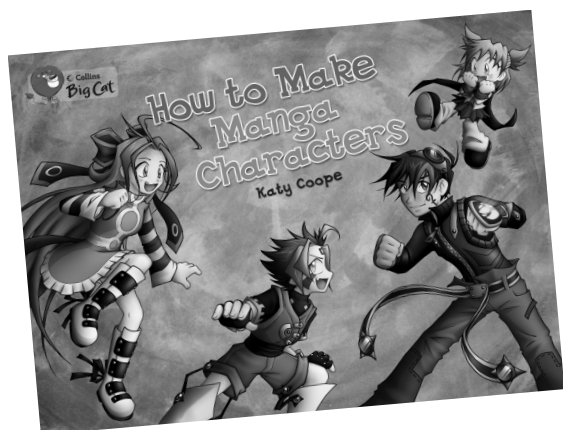 Collins
Big Cat
How to Make
Manga
Characters
Katy Coope